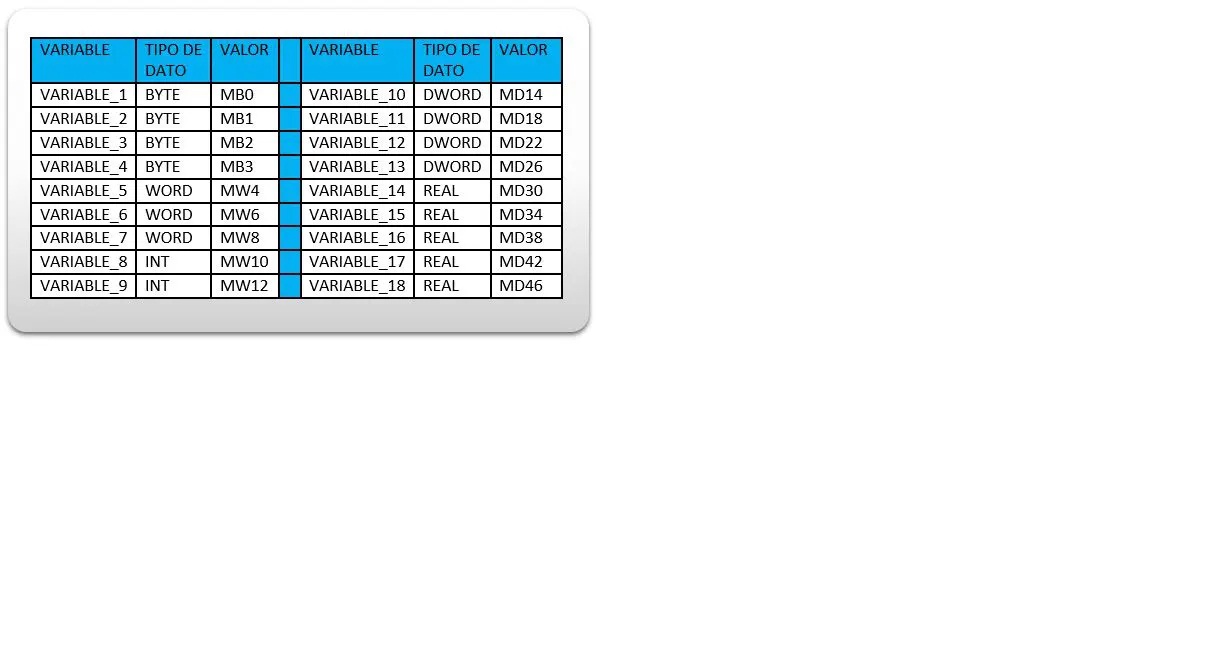 VARIABLE TIPO DE DATO VALOR VARIABLE TIPO DE DATO VALOR
VARIABLE_1 BYTE MB0 VARIABLE_10 DWORD MD14
VARIABLE_2 BYTE MB1 VARIABLE_11 DWORD MD18
VARIABLE_3 BYTE MB2 VARIABLE_12 DWORD MD22
VARIABLE_4 BYTE MB3 VARIABLE_13 DWORD MD26
VARIABLE_5 WORD MW4 VARIABLE_14 REAL MD30
VARIABLE_6 WORD MW6 VARIABLE_15 REAL MD34
VARIABLE_7 WORD MW8 VARIABLE_16 REAL MD38
VARIABLE_8 INT MW10 VARIABLE_17 REAL MD42
VARIABLE_9 INT MW12 VARIABLE_18 REAL MD46